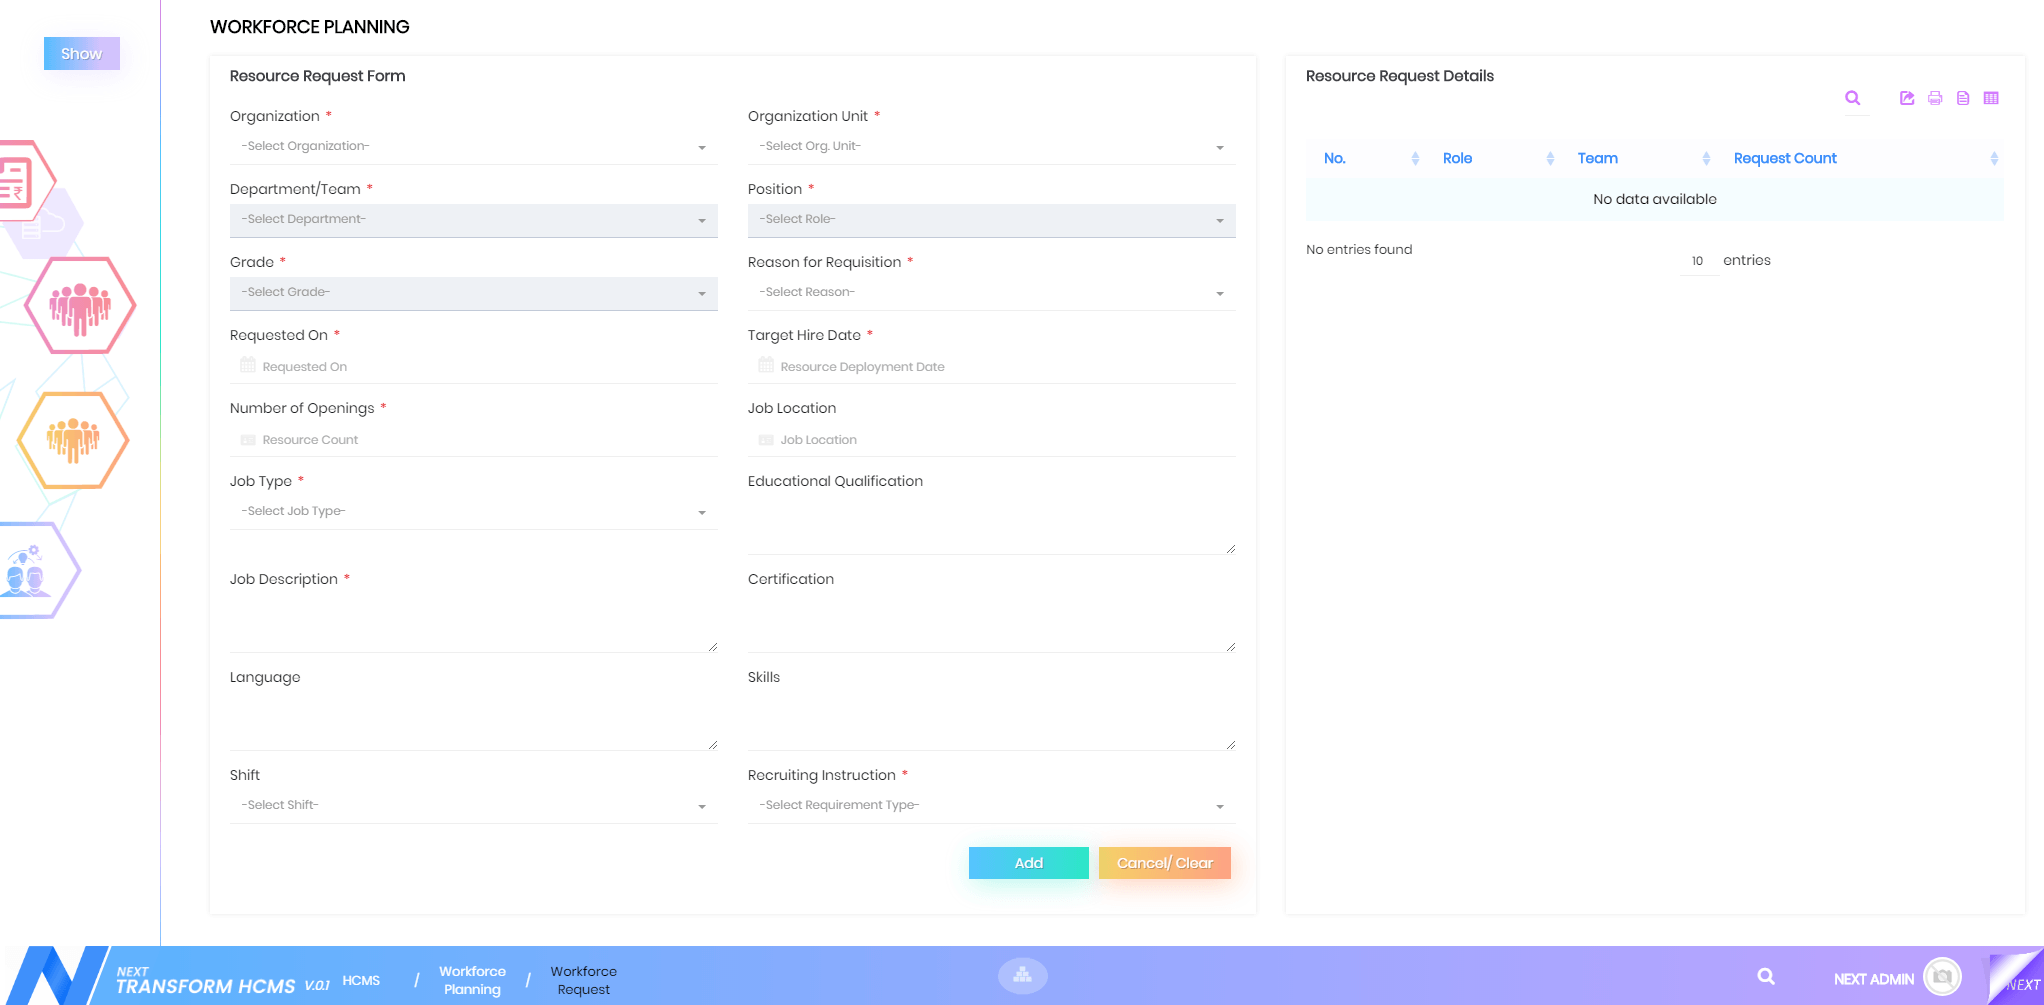 WORKFORCE PLANNING
Show
Resource Request Form
Organization *
-Select Organization-
Organization Unit *
-Select Org. Unit-
Department/Team *
-Select Department-
Position *
-Select Role-
Grade *
-Select Grade-
Reason for Requisition *
-Select Reason-
Requested On *
Requested On
Target Hire Date *
Resource Deployment Date
Number of Openings *
Resource Count
Job Location
Job Location
Job Type *
-Select Job Type-
Educational Qualification
Job Description *
Certification
Language
Skills
Shift
-Select Shift-
Recruiting Instruction *
-Select Requirement Type-
Add
Cancel/ Clear
Resource Request Details
No. Role Team Request Count
No data available
No entries found
10 entries
NEXT
TRANSFORM HCMS V.0.1
HCMS
/
Workforce
Planning
/
Workforce
Request
NEXT ADMIN
NEXT